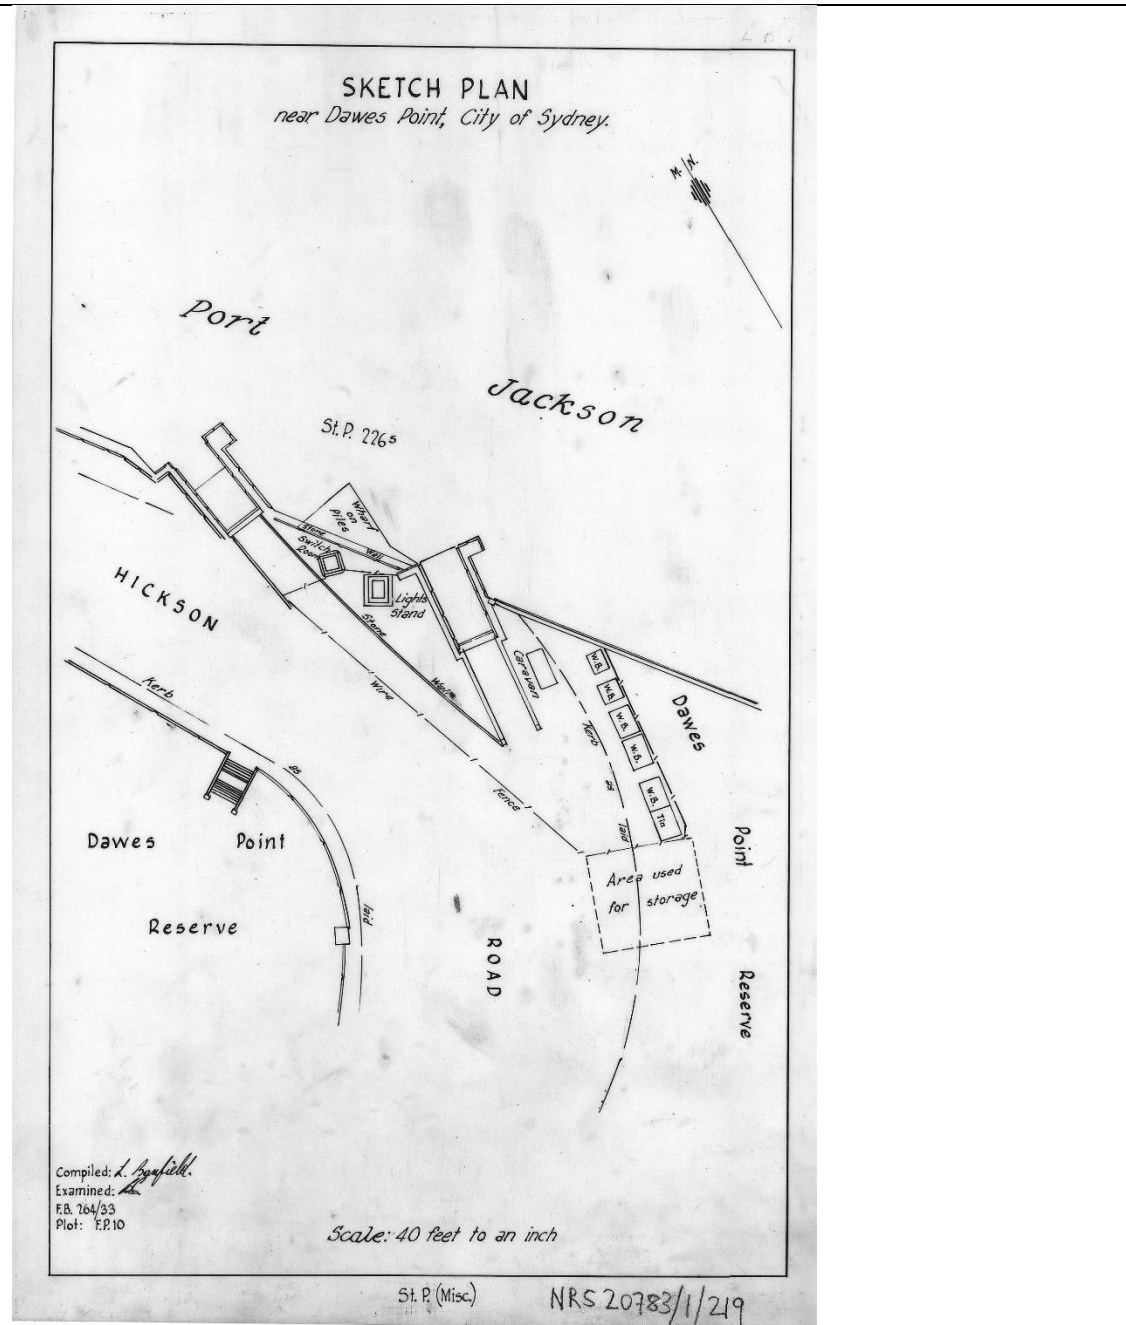 SKETCH PLAN
near Dawes Point, City of Sydney.
M. N.
Port
Jackson
St. P. 226⁵
Wharf
on
Piles
Stone
Wall
Switch
Room
Lights
Stand
HICKSON
Stone
Wall
Wire
Fence
Caravan
W.B.
W.B.
W.B.
W.B.
W.B.
Tin
Dawes
Point
Reserve
Kerb
as
laid
Kerb
as
laid
Dawes Point
Reserve
Area used
for storage
ROAD
Compiled: L. Banfield.
Examined:
F.B. 264/33
Plot: F.P.10
Scale: 40 feet to an inch
St. P. (Misc.)
NRS 20783/1/219